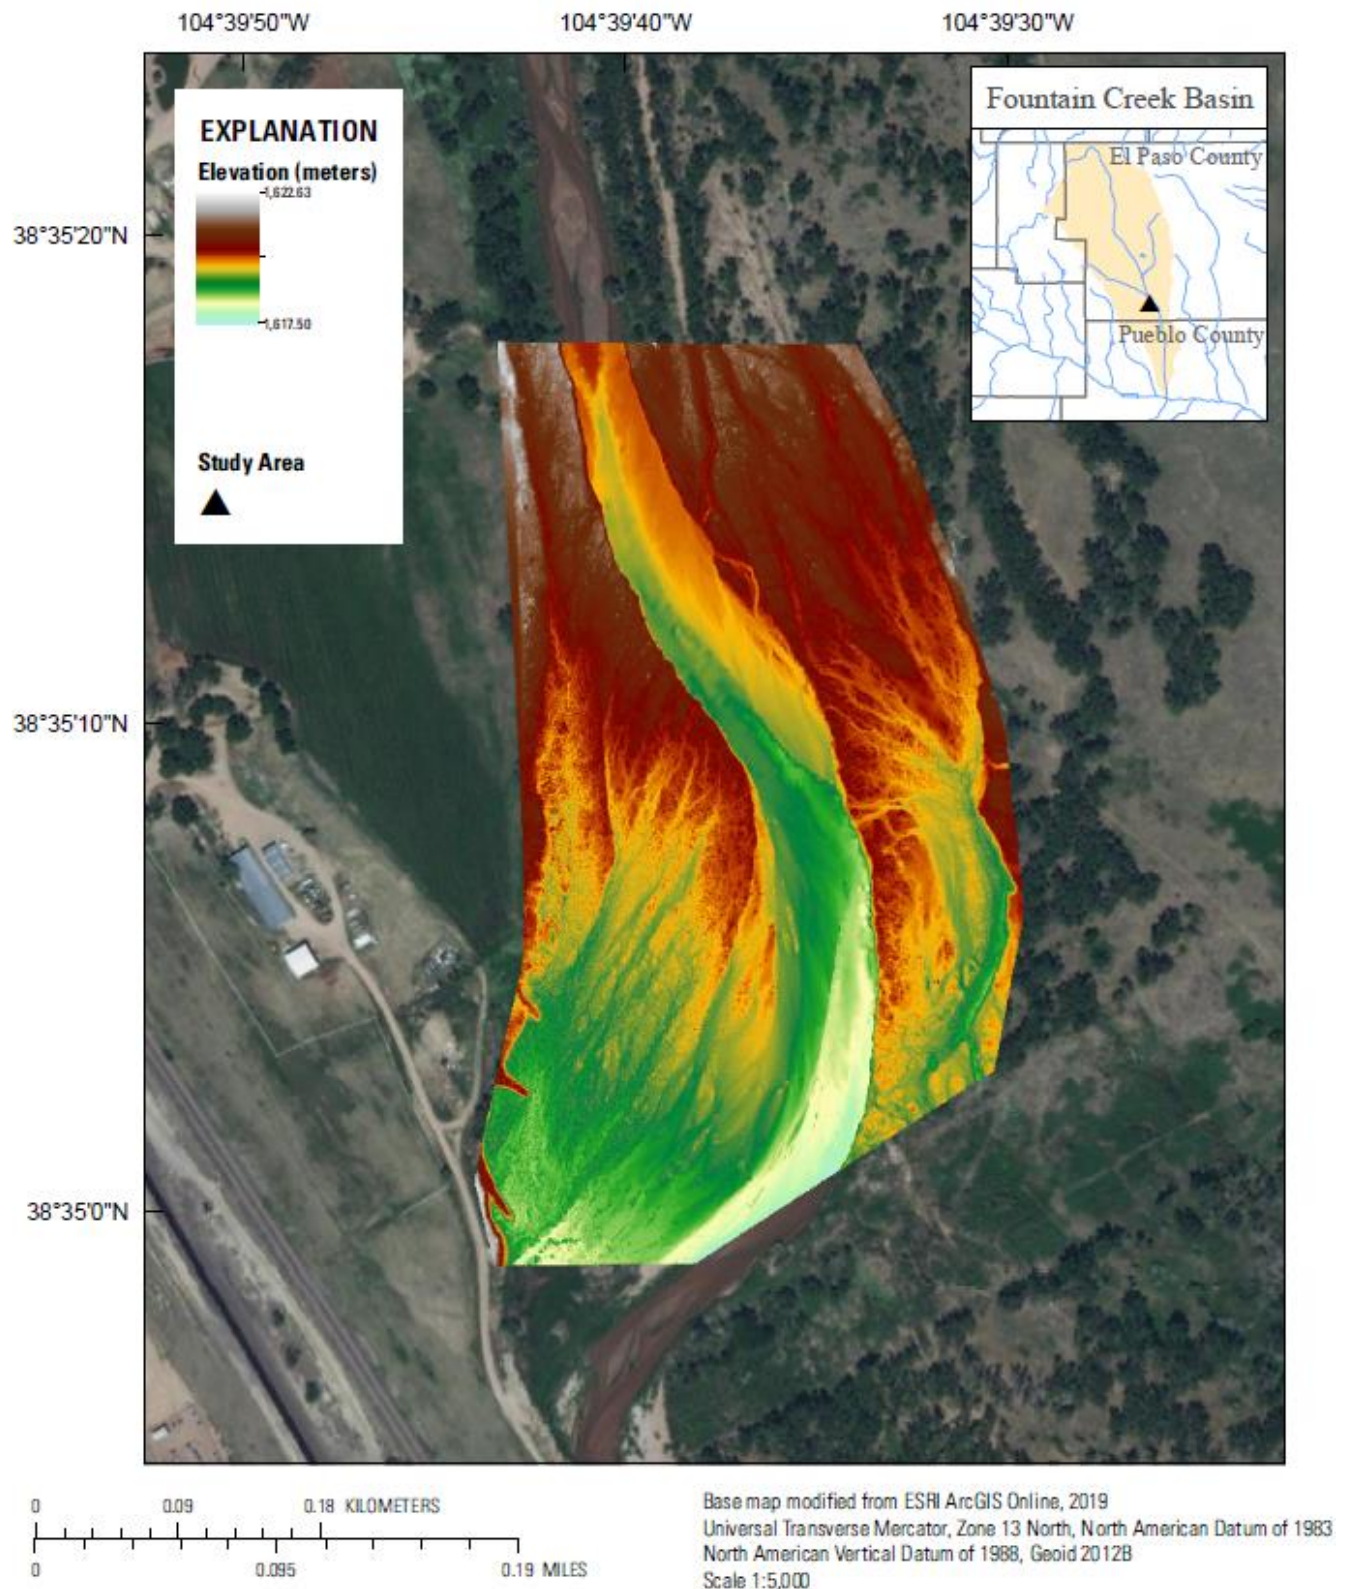 104°39'50"W 104°39'40"W 104°39'30"W
EXPLANATION
Elevation (meters)
1,622.63
1,617.50
Study Area
Fountain Creek Basin
El Paso County
Pueblo County
38°35'20"N
38°35'10"N
38°35'0"N
0 0.09 0.18 KILOMETERS
0 0.095 0.19 MILES
Base map modified from ESRI ArcGIS Online, 2019
Universal Transverse Mercator, Zone 13 North, North American Datum of 1983
North American Vertical Datum of 1988, Geoid 2012B
Scale 1:5,000